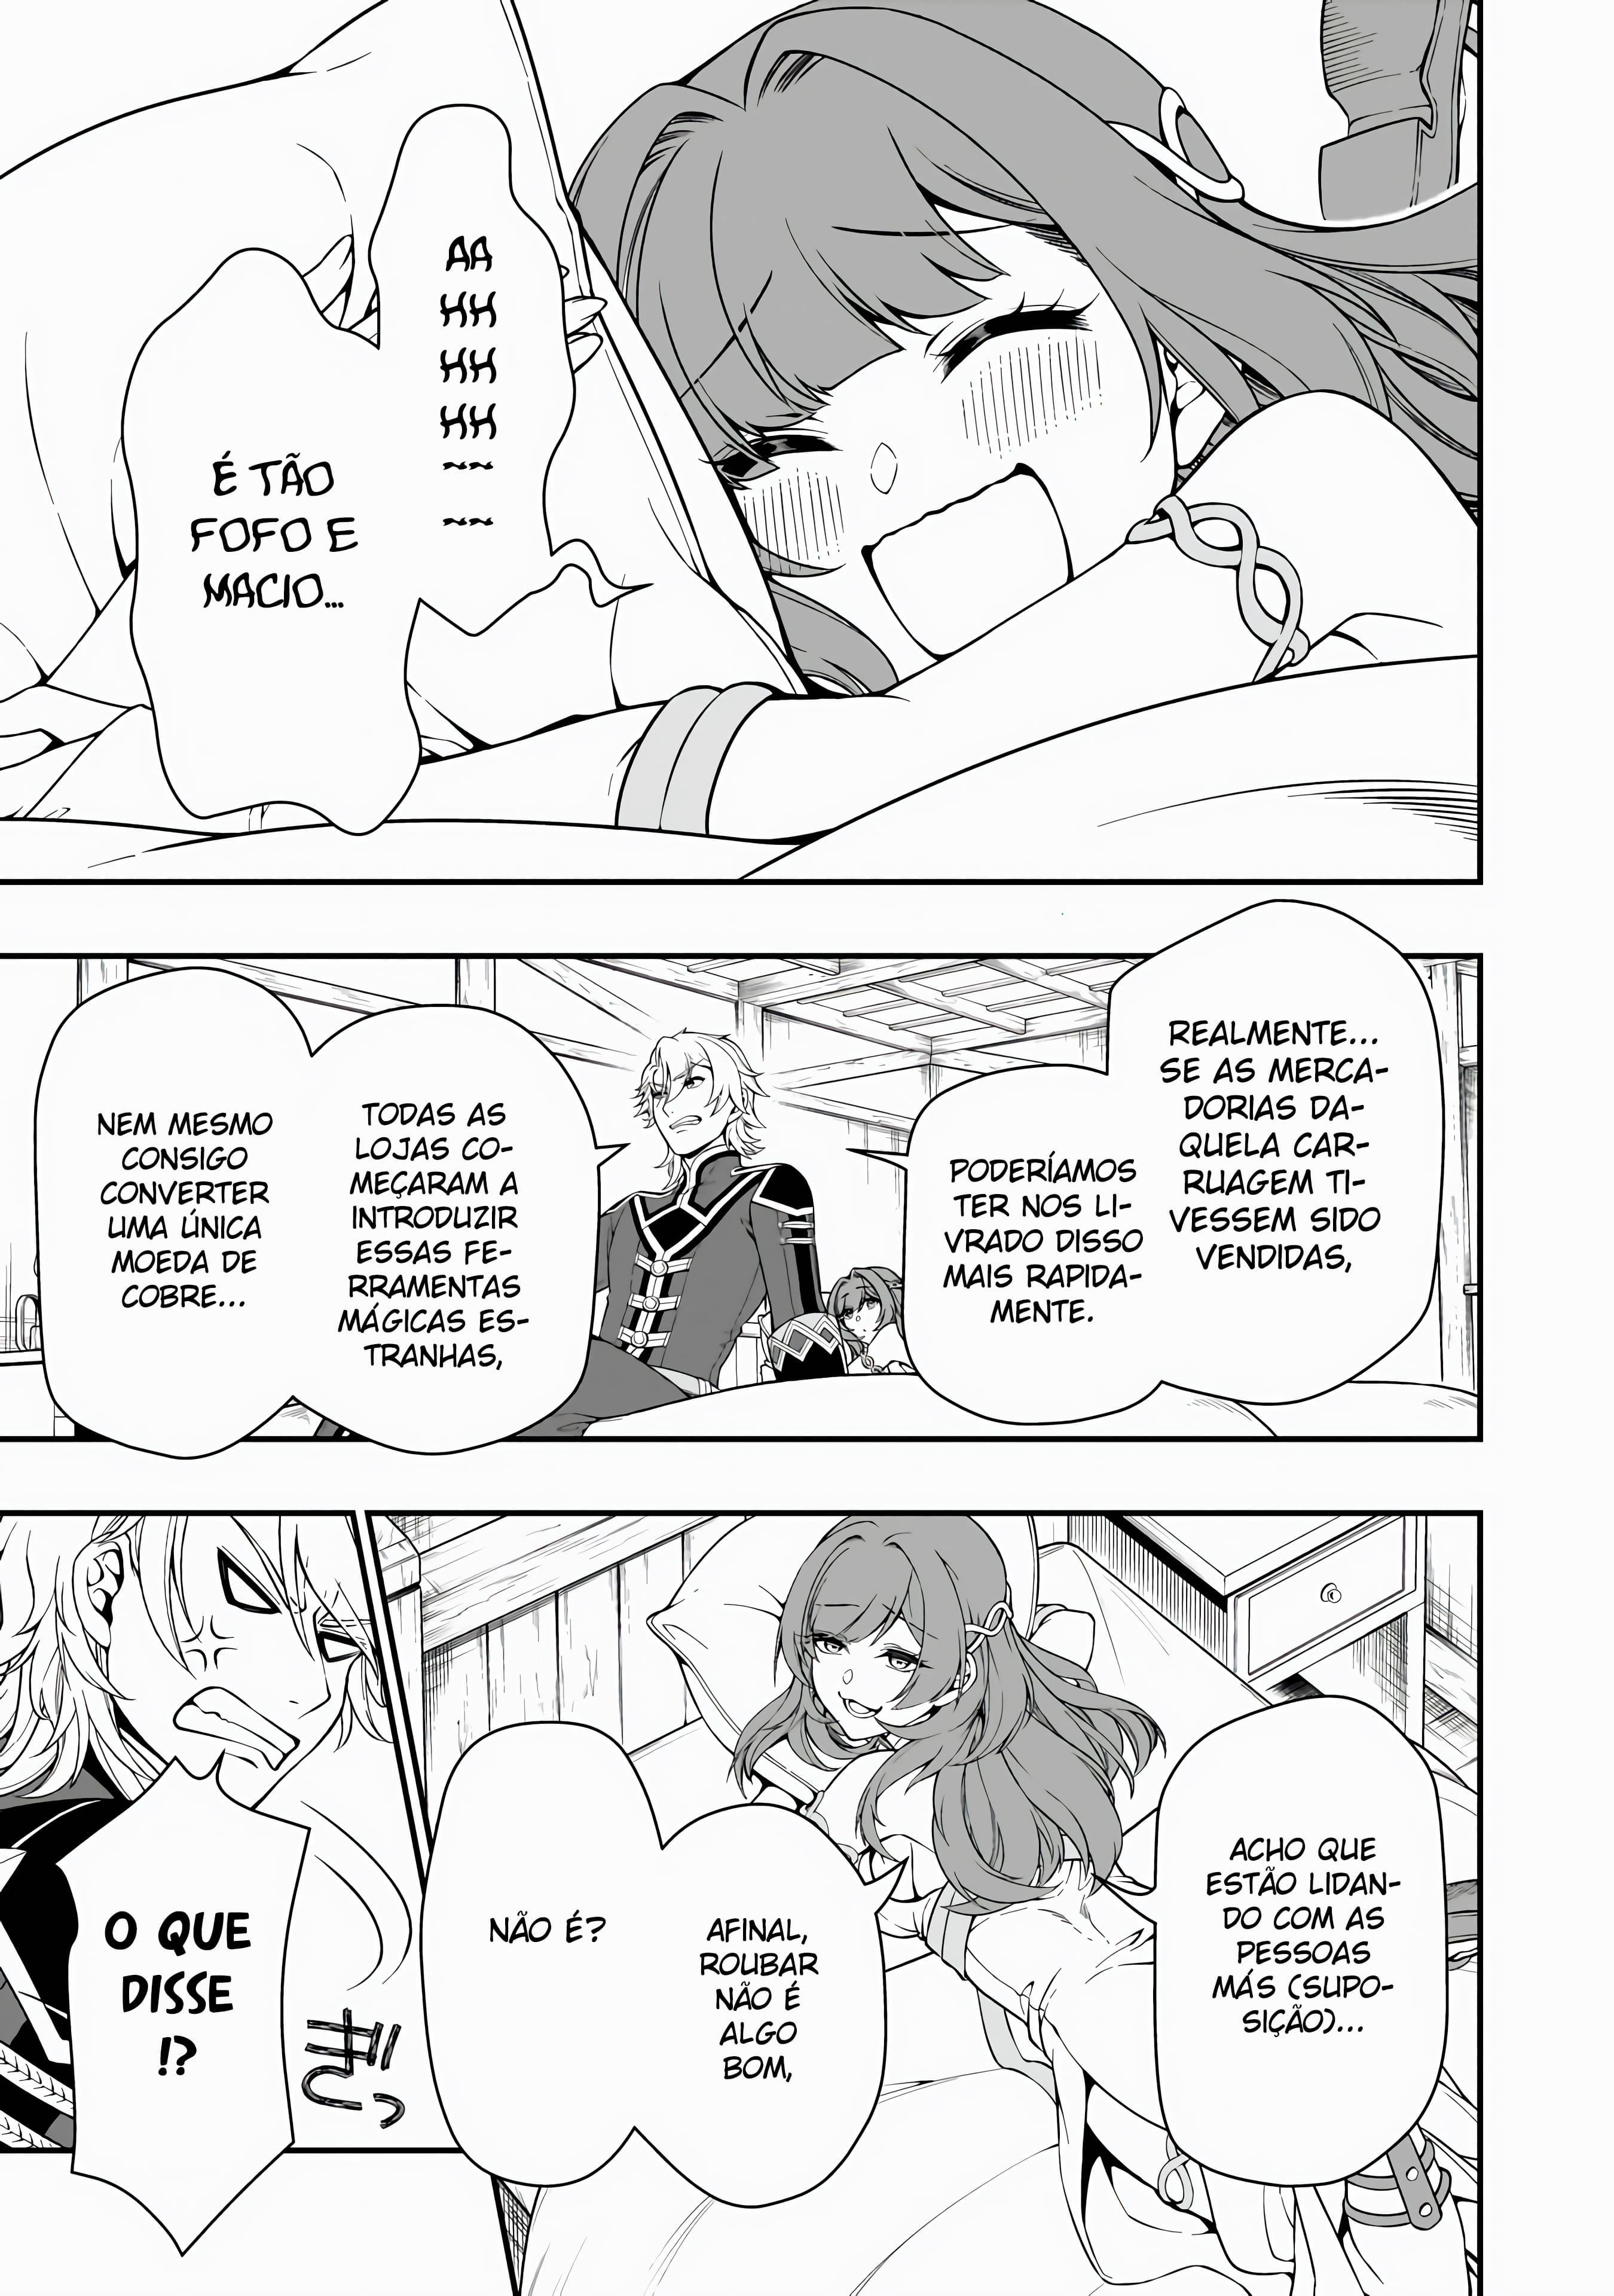 AA
HH
HH
HH
~~
~~
É TÃO
FOFO E
MACIO...
REALMENTE...
SE AS MERCA-
DORIAS DA-
QUELA CAR-
RUAGEM TI-
VESSEM SIDO
VENDIDAS,
PODERÍAMOS
TER NOS LI-
VRADO DISSO
MAIS RAPIDA-
MENTE.
TODAS AS
LOJAS CO-
MEÇARAM A
INTRODUZIR
ESSAS FE-
RRAMENTAS
MÁGICAS ES-
TRANHAS,
NEM MESMO
CONSIGO
CONVERTER
UMA ÚNICA
MOEDA DE
COBRE...
ACHO QUE
ESTÃO LIDAN-
DO COM AS
PESSOAS
MÁS (SUPO-
SIÇÃO)...
AFINAL,
ROUBAR
NÃO É
ALGO
BOM,
NÃO É?
O QUE
DISSE
!?
ぎっ